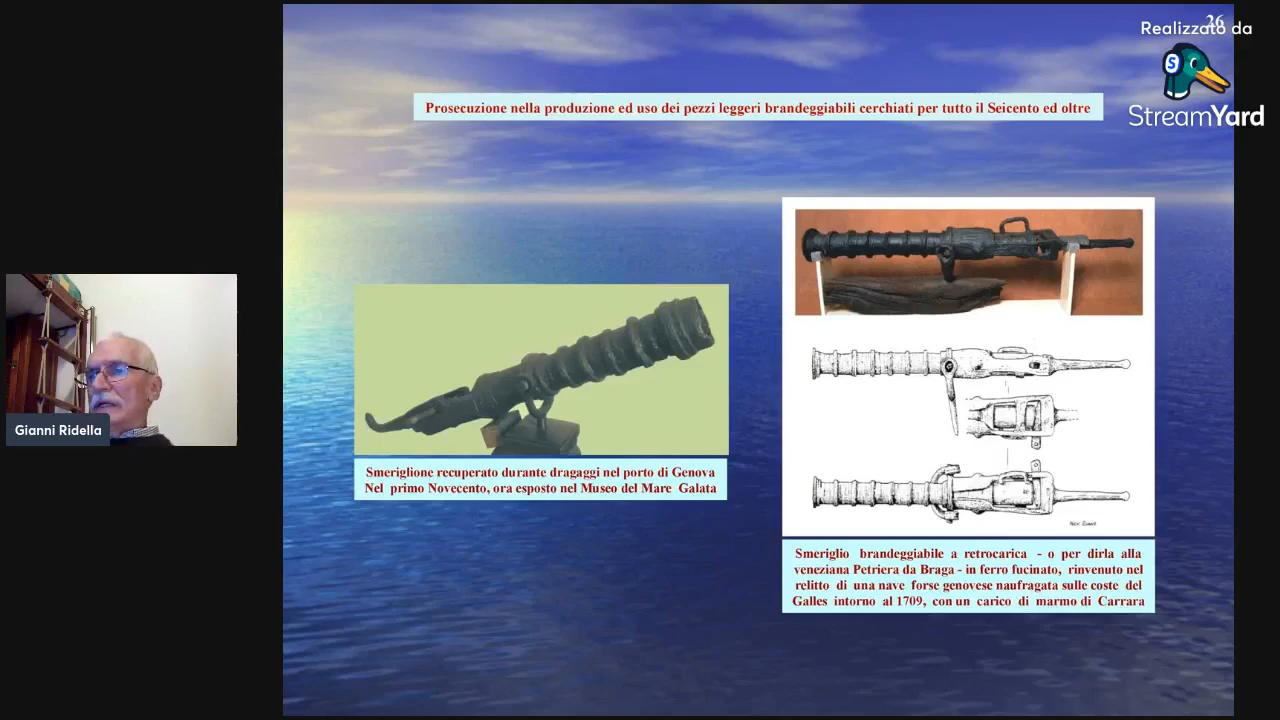 26
Realizzato da
StreamYard
Prosecuzione nella produzione ed uso dei pezzi leggeri brandeggiabili cerchiati per tutto il Seicento ed oltre
Gianni Ridella
Smeriglione recuperato durante dragaggi nel porto di Genova
Nel primo Novecento, ora esposto nel Museo del Mare Galata
Smeriglio brandeggiabile a retrocarica - o per dirla alla
veneziana Petriera da Braga - in ferro fucinato, rinvenuto nel
relitto di una nave forse genovese naufragata sulle coste del
Galles intorno al 1709, con un carico di marmo di Carrara